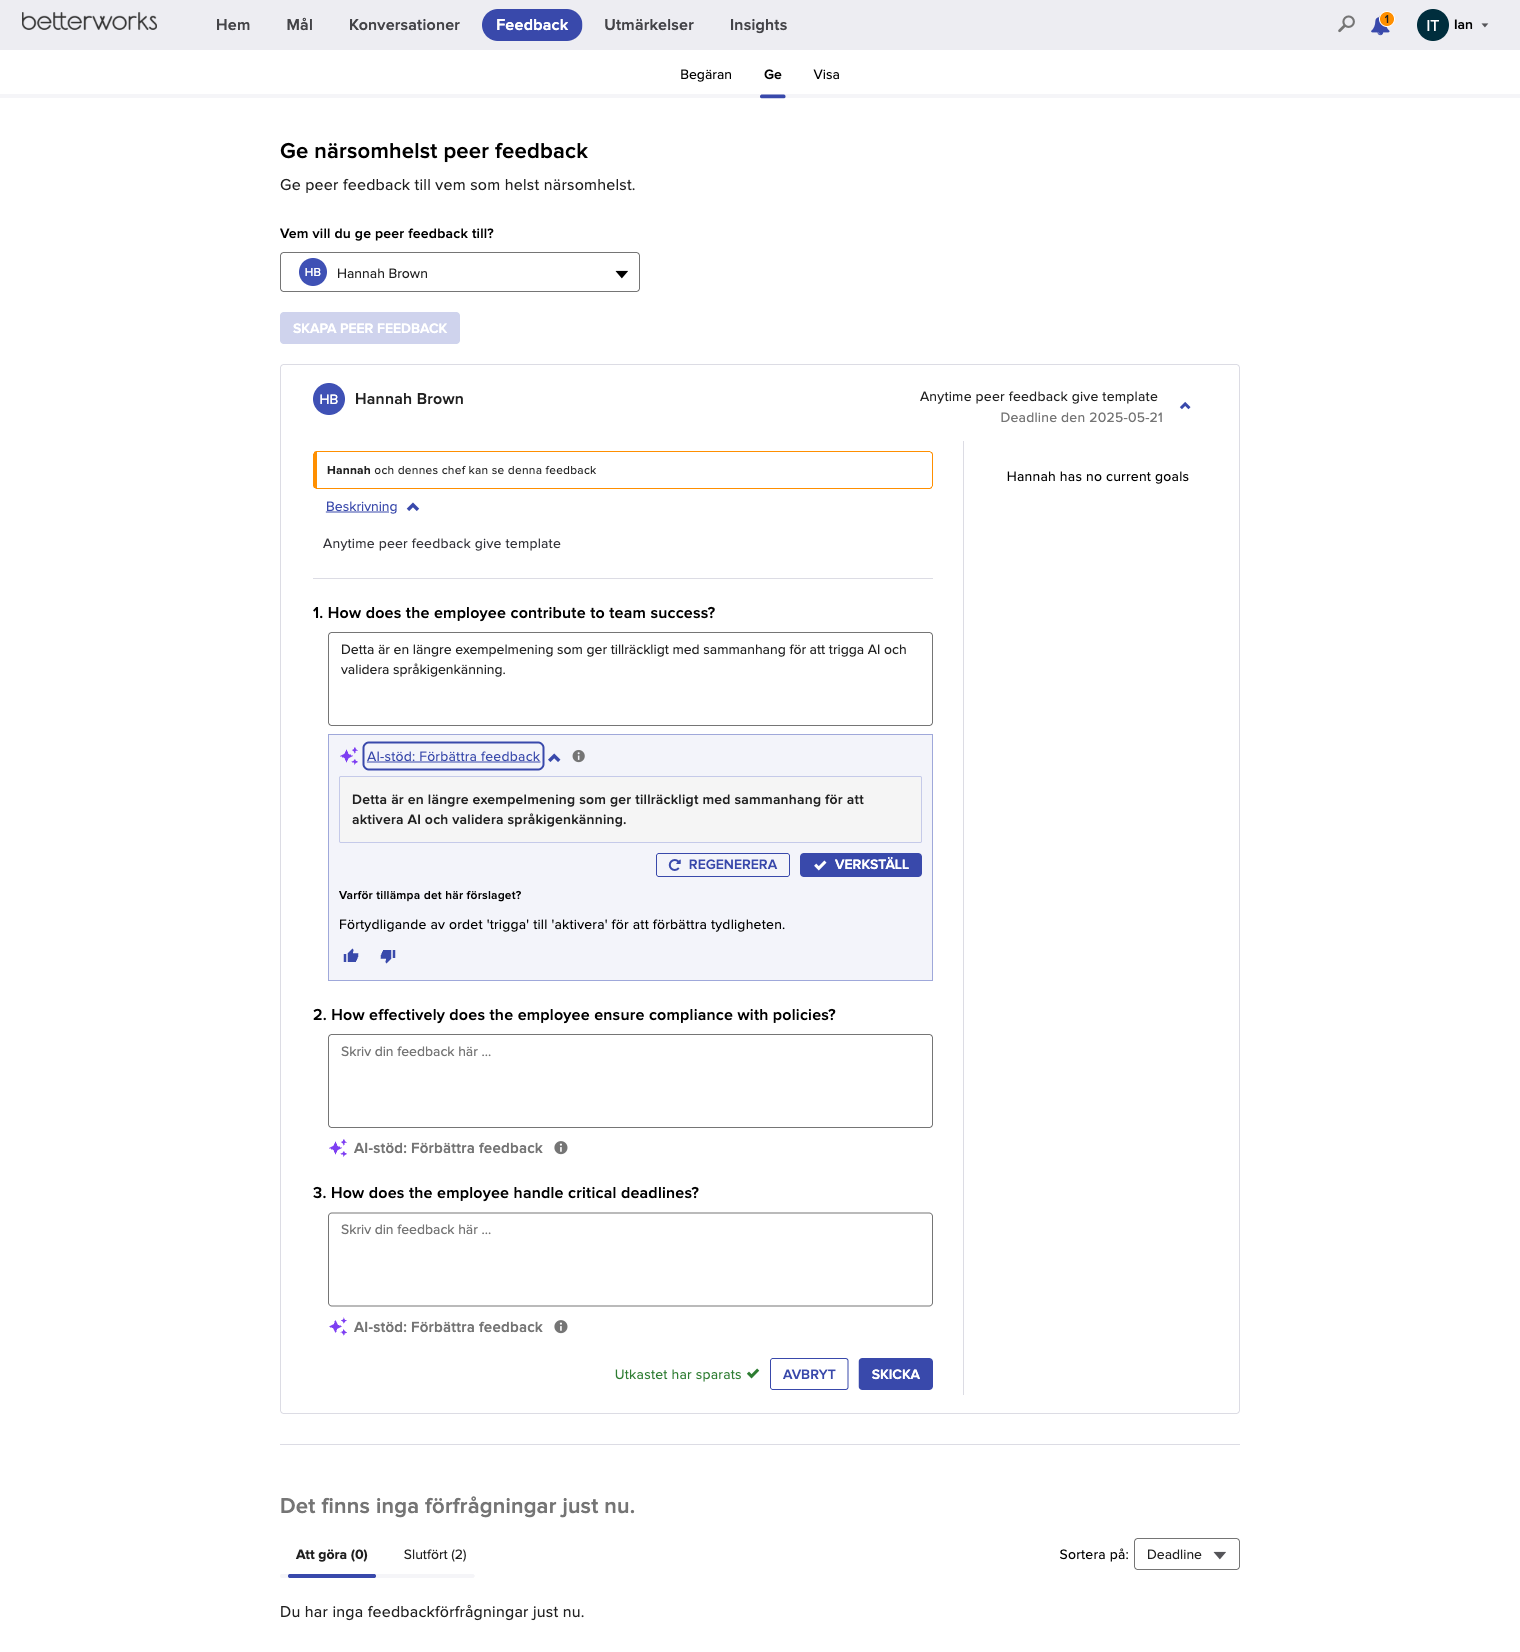 betterworks
Hem Mål Konversationer Feedback Utmärkelser Insights
1 IT Ian
Begäran Ge Visa
Ge närsomhelst peer feedback
Ge peer feedback till vem som helst närsomhelst.
Vem vill du ge peer feedback till?
HB Hannah Brown
SKAPA PEER FEEDBACK
HB Hannah Brown
Anytime peer feedback give template
Deadline den 2025-05-21
Hannah och dennes chef kan se denna feedback
Hannah has no current goals
Beskrivning
Anytime peer feedback give template
1. How does the employee contribute to team success?
Detta är en längre exempelmening som ger tillräckligt med sammanhang för att trigga AI och
validera språkigenkänning.
AI-stöd: Förbättra feedback
Detta är en längre exempelmening som ger tillräckligt med sammanhang för att
aktivera AI och validera språkigenkänning.
REGENERERA VERKSTÄLL
Varför tillämpa det här förslaget?
Förtydligande av ordet 'trigga' till 'aktivera' för att förbättra tydligheten.
2. How effectively does the employee ensure compliance with policies?
Skriv din feedback här ...
AI-stöd: Förbättra feedback
3. How does the employee handle critical deadlines?
Skriv din feedback här ...
AI-stöd: Förbättra feedback
Utkastet har sparats AVBRYT SKICKA
Det finns inga förfrågningar just nu.
Att göra (0) Slutfört (2) Sortera på: Deadline
Du har inga feedbackförfrågningar just nu.